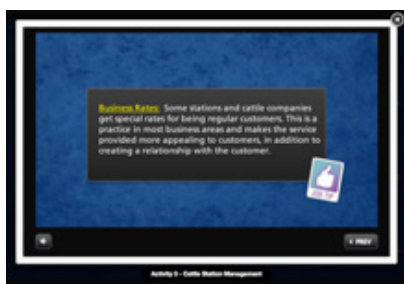 Business Rates: Some stations and cattle companies
get special rates for being regular customers. This is a
practice in most business areas and makes the service
provided more appealing to customers, in addition to
creating a relationship with the customer.
JOB TIP
< PREV
Activity 3 - Cattle Station Management